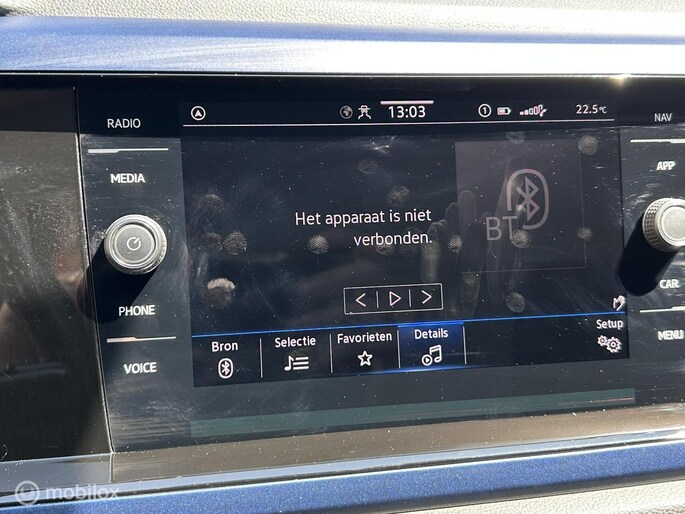 RADIO
MEDIA
PHONE
VOICE
13:03
1
22.5°C
Het apparaat is niet
verbonden.
BT
Bron
Selectie
Favorieten
Details
Setup
NAV
APP
CAR
MENU
© mobilox